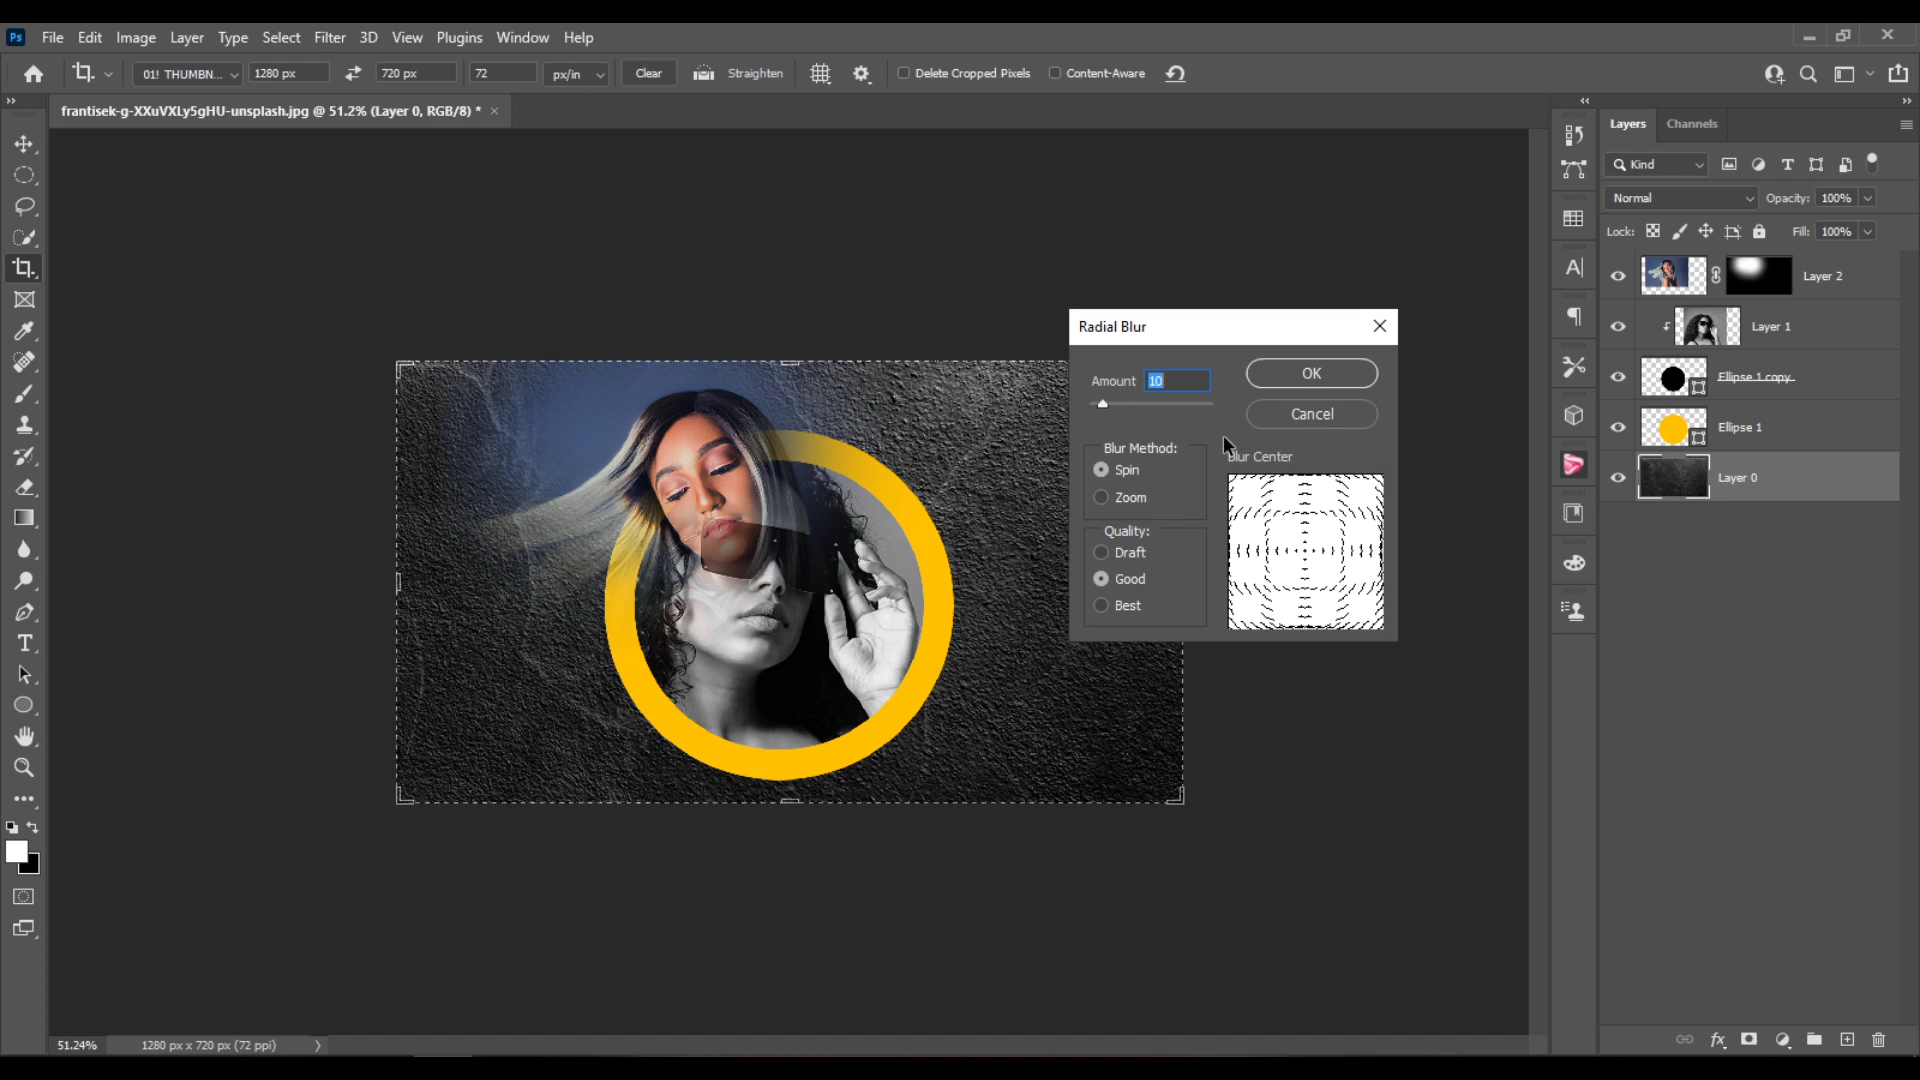 Ps File Edit Image Layer Type Select Filter 3D View Plugins Window Help
01! THUMBN... 1280 px 720 px 72 px/in Clear Straighten Delete Cropped Pixels Content-Aware
frantisek-g-XXuVXLy5gHU-unsplash.jpg @ 51.2% (Layer 0, RGB/8) *
Layers Channels
Kind
Normal Opacity: 100%
Lock: Fill: 100%
Layer 2
Layer 1
Ellipse 1 copy
Ellipse 1
Layer 0
Radial Blur
Amount 10 OK
Cancel
Blur Method: Blur Center
Spin
Zoom
Quality:
Draft
Good
Best
51.24% 1280 px x 720 px (72 ppi)